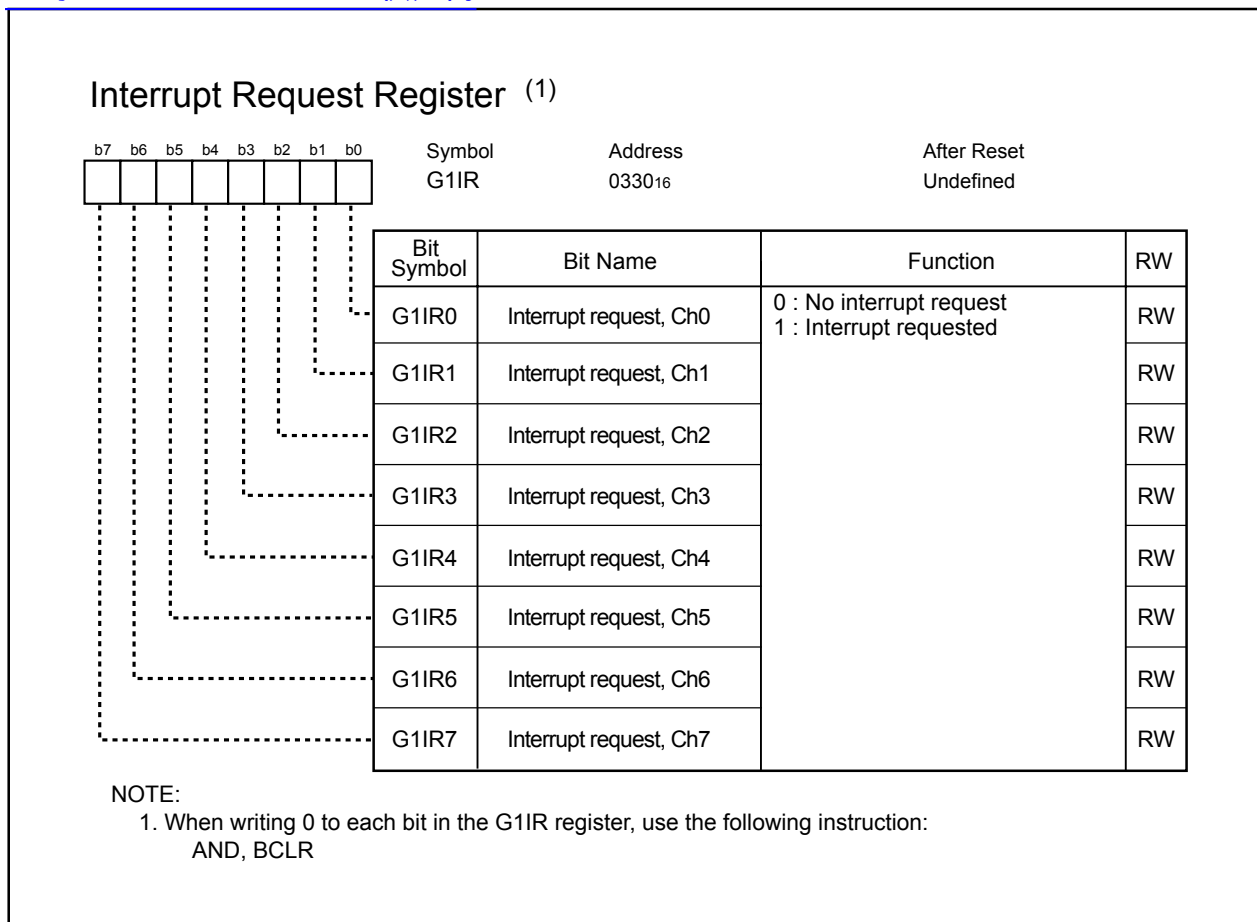 Interrupt Request Register (1)
b7 b6 b5 b4 b3 b2 b1 b0
Symbol Address After Reset
G1IR 033016 Undefined
Bit Symbol Bit Name Function RW
G1IR0 Interrupt request, Ch0 0 : No interrupt request RW
1 : Interrupt requested
G1IR1 Interrupt request, Ch1 RW
G1IR2 Interrupt request, Ch2 RW
G1IR3 Interrupt request, Ch3 RW
G1IR4 Interrupt request, Ch4 RW
G1IR5 Interrupt request, Ch5 RW
G1IR6 Interrupt request, Ch6 RW
G1IR7 Interrupt request, Ch7 RW
NOTE:
1. When writing 0 to each bit in the G1IR register, use the following instruction:
AND, BCLR